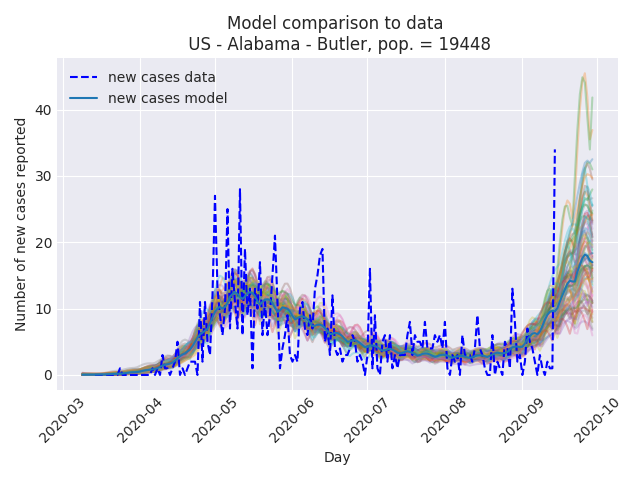 Model comparison to data
US - Alabama - Butler, pop. = 19448
new cases data
new cases model
Number of new cases reported
40
30
20
10
0
2020-03
2020-04
2020-05
2020-06
2020-07
2020-08
2020-09
2020-10
Day